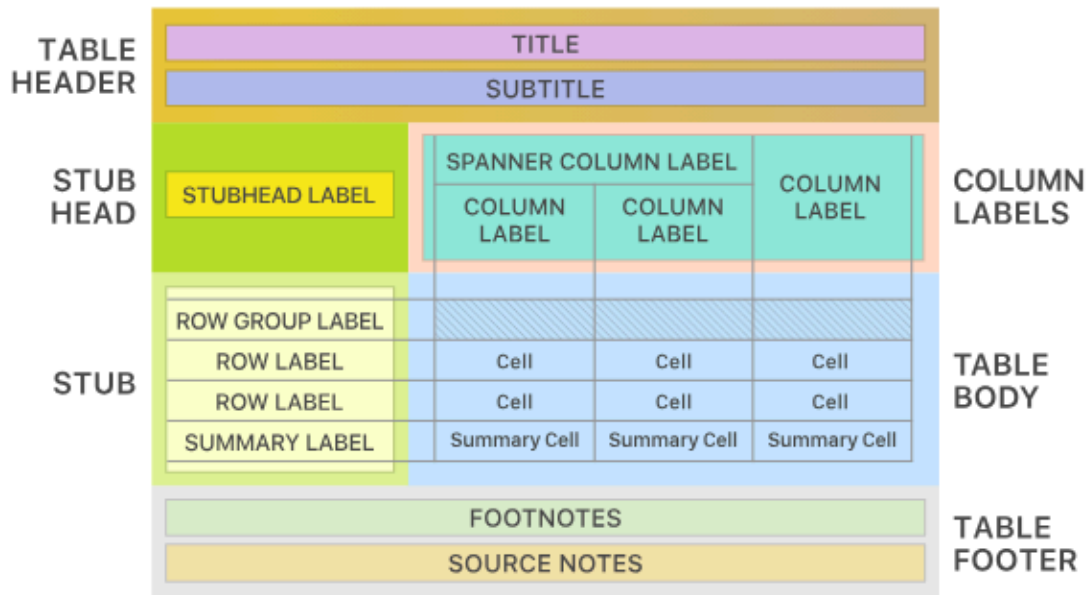 TABLE
HEADER
TITLE
SUBTITLE
STUB
HEAD
STUBHEAD LABEL
SPANNER COLUMN LABEL
COLUMN
LABEL
COLUMN
LABEL
COLUMN
LABEL
COLUMN
LABELS
STUB
ROW GROUP LABEL
ROW LABEL Cell Cell Cell
ROW LABEL Cell Cell Cell
SUMMARY LABEL Summary Cell Summary Cell Summary Cell
TABLE
BODY
FOOTNOTES
SOURCE NOTES
TABLE
FOOTER